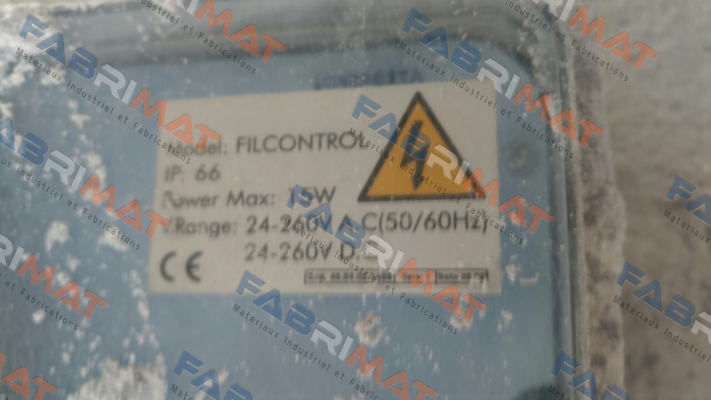 Model: FILCONTROL
IP: 66
Power Max: 15W
VRange: 24-260V A.C(50/60Hz)
24-260V D.C
CE
FABRIMAT
Materiaux Industriel et Fabrications